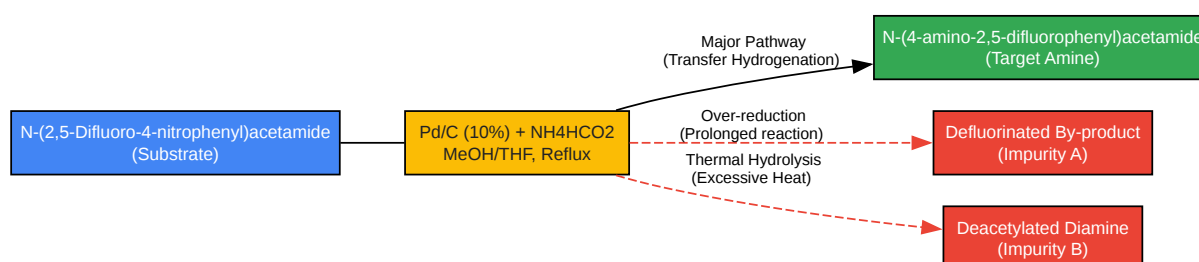 N-(2,5-Difluoro-4-nitrophenyl)acetamide
(Substrate)
Pd/C (10%) + NH4HCO2
MeOH/THF, Reflux
Major Pathway
(Transfer Hydrogenation)
N-(4-amino-2,5-difluorophenyl)acetamide
(Target Amine)
Over-reduction
(Prolonged reaction)
Defluorinated By-product
(Impurity A)
Thermal Hydrolysis
(Excessive Heat)
Deacetylated Diamine
(Impurity B)